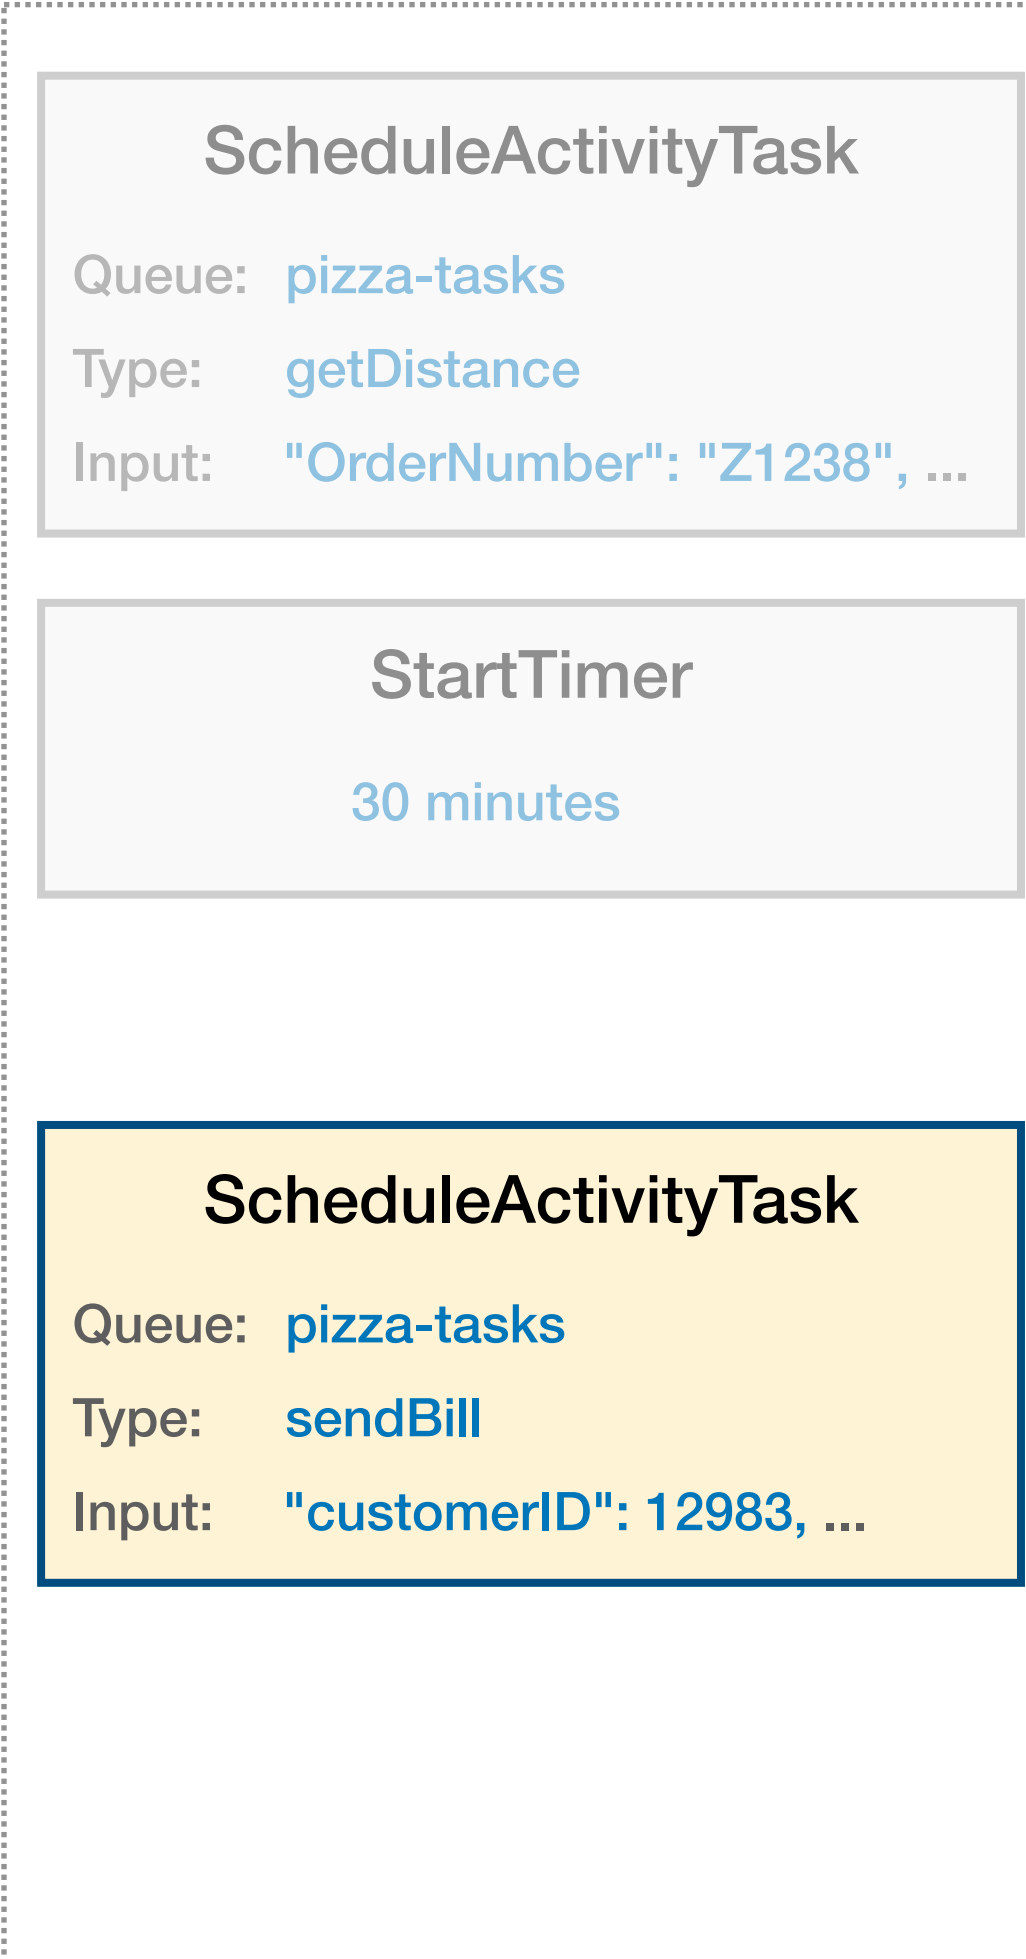 ScheduleActivityTask
Queue: pizza-tasks
Type: getDistance
Input: "OrderNumber": "Z1238", ...
StartTimer
30 minutes
ScheduleActivityTask
Queue: pizza-tasks
Type: sendBill
Input: "customerID": 12983, ...